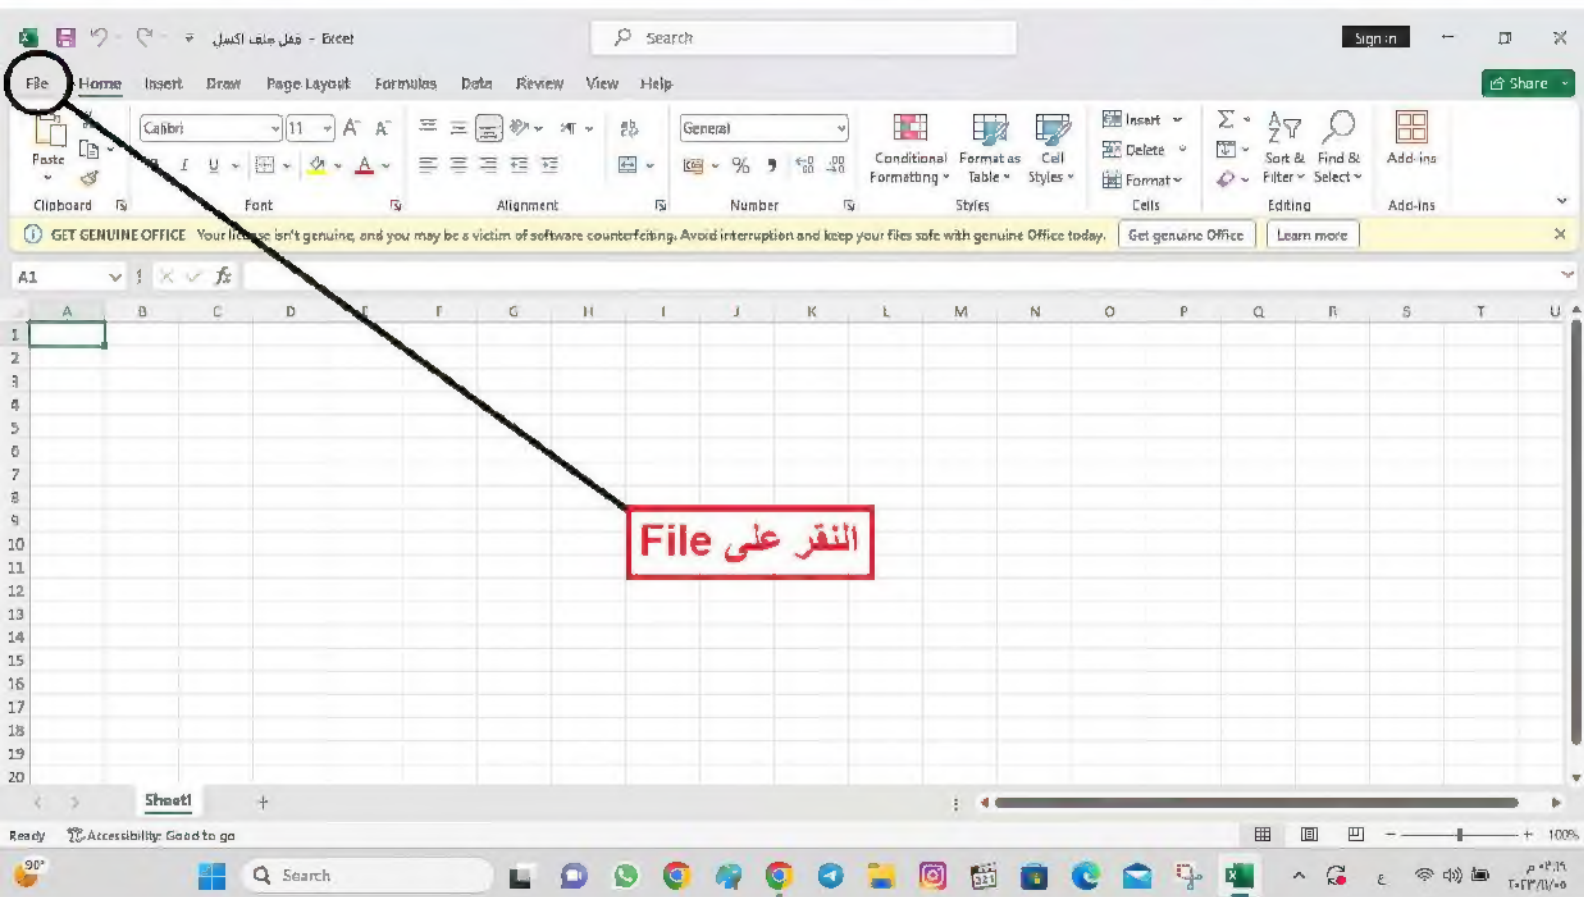 قفل ملف اكسل - Excel
Search
Sign in
File Home Insert Draw Page Layout Formulas Data Review View Help
Share
Paste
Calibri 11
General
Conditional Formatting
Format as Table
Cell Styles
Insert
Delete
Format
Sort & Filter
Find & Select
Add-ins
Clipboard Font Alignment Number Styles Cells Editing Add-ins
GET GENUINE OFFICE Your license isn't genuine, and you may be a victim of software counterfeiting. Avoid interruption and keep your files safe with genuine Office today. Get genuine Office Learn more
A1 fx
A B C D E F G H I J K L M N O P Q R S T U
1
2
3
4
5
6
7
8
9
النقر على File
10
11
12
13
14
15
16
17
18
19
20
Sheet1
Ready Accessibility: Good to go
100%
90°
Search
ع